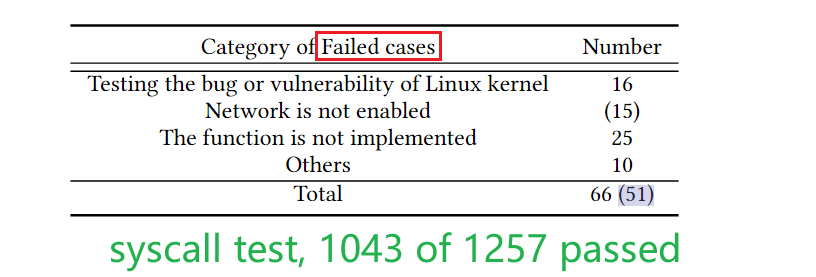 Category of Failed cases Number
Testing the bug or vulnerability of Linux kernel 16
Network is not enabled (15)
The function is not implemented 25
Others 10
Total 66 (51)
syscall test, 1043 of 1257 passed